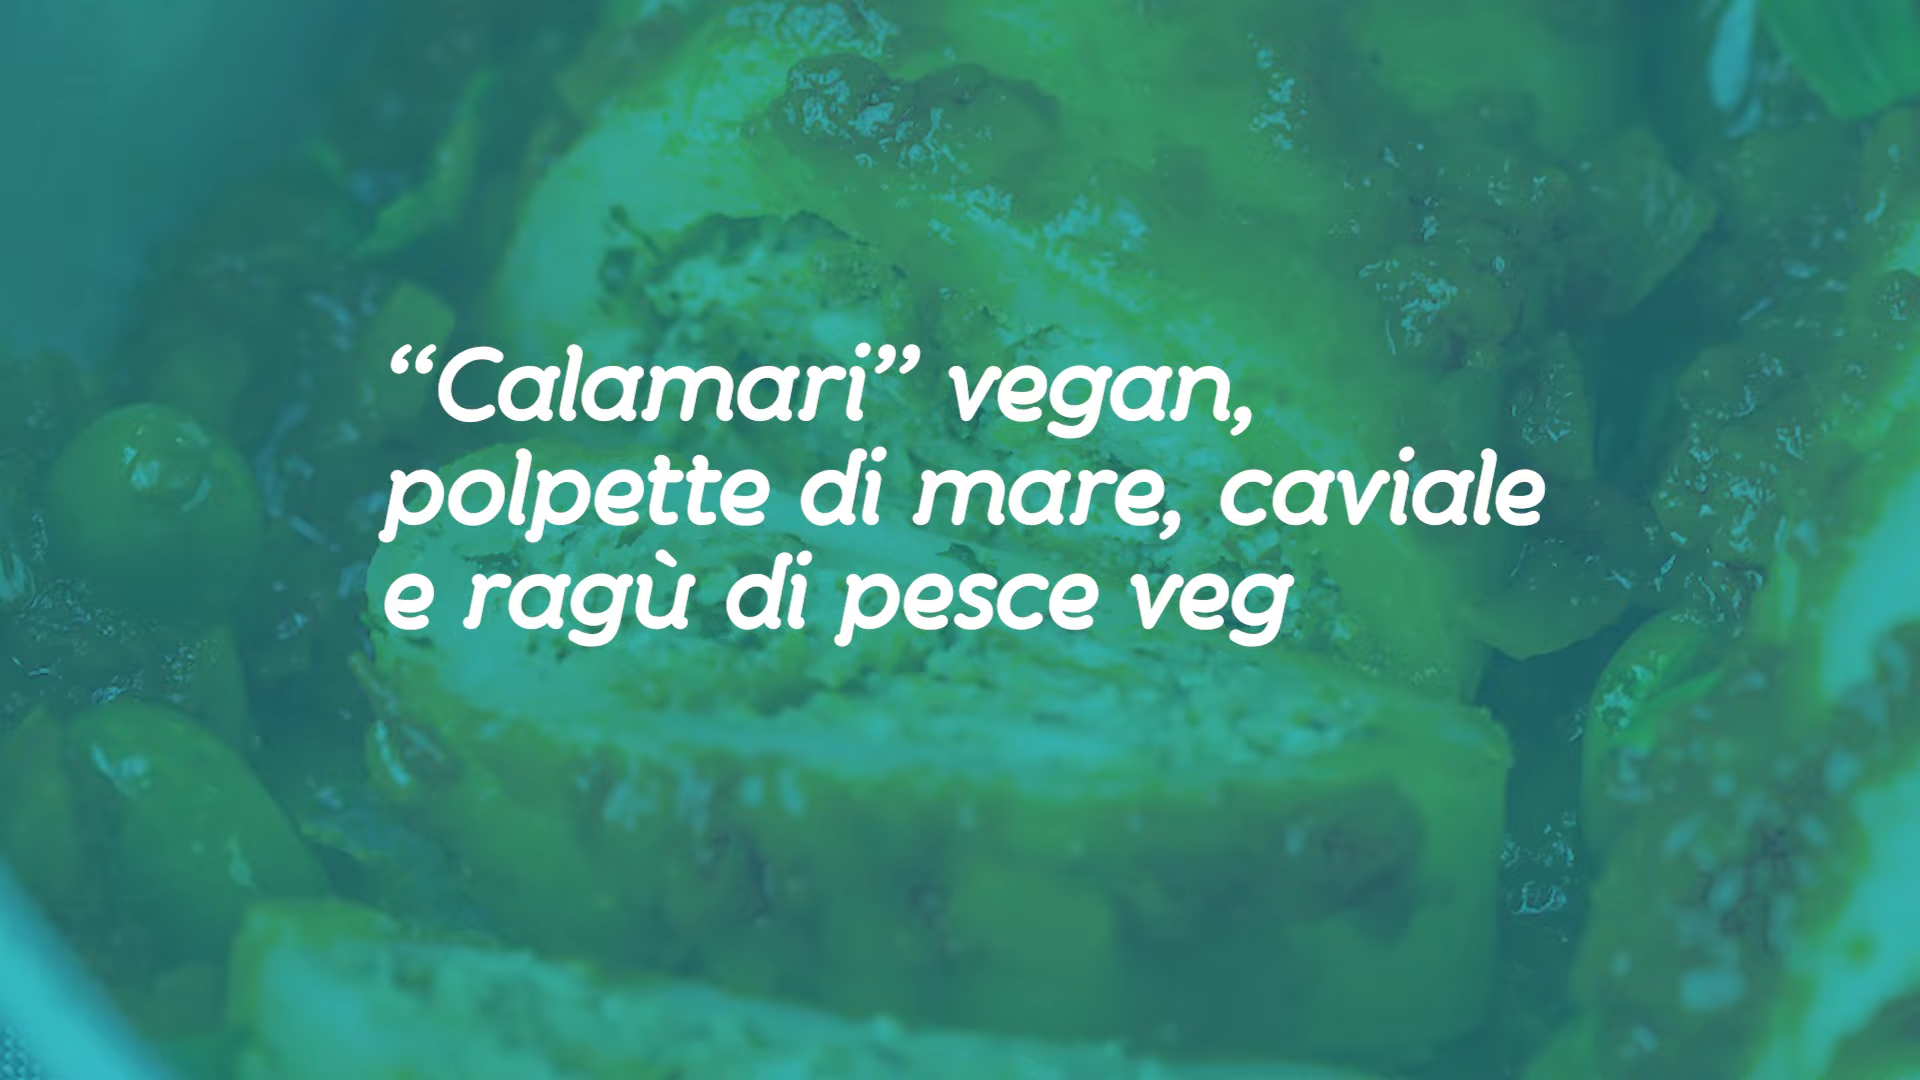 “Calamari” vegan,
polpette di mare, caviale
e ragù di pesce veg